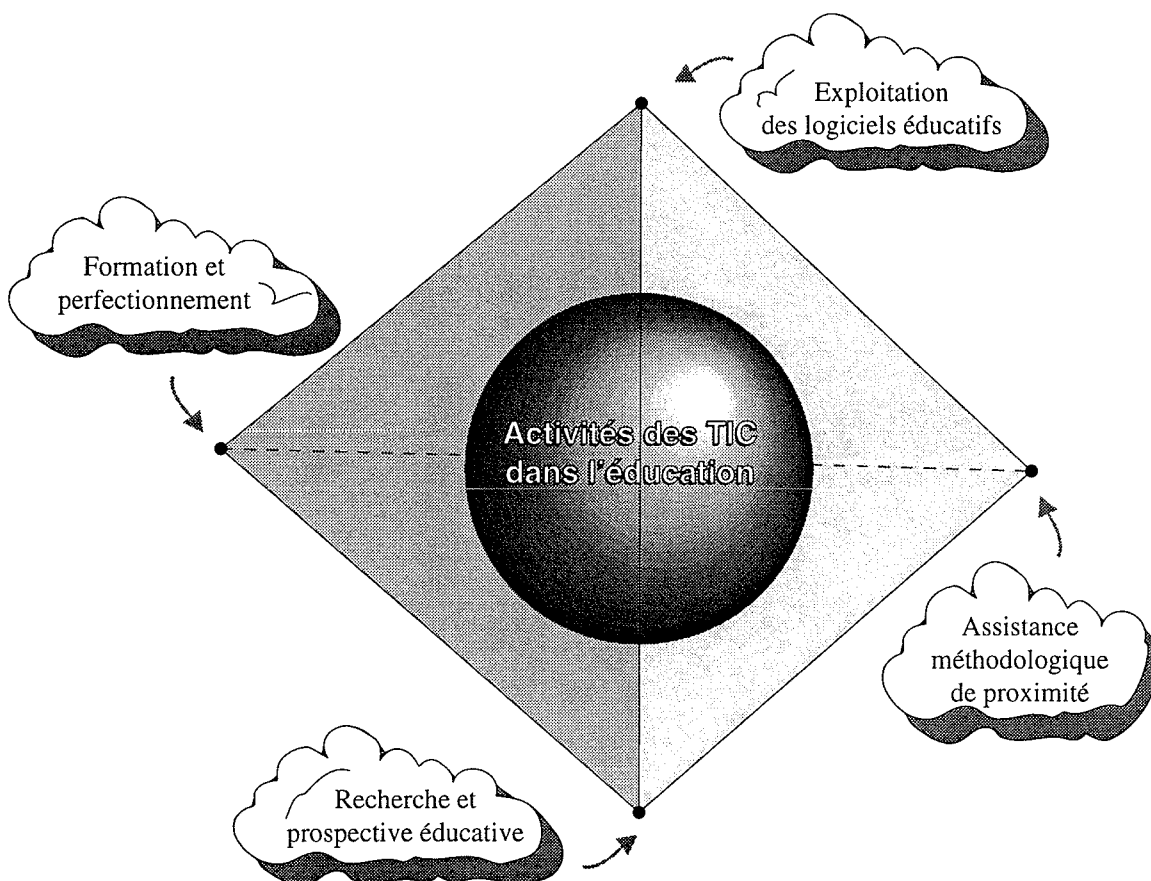 Exploitation
des logiciels éducatifs
Formation et
perfectionnement
Activités des TIC
dans l'éducation
Assistance
méthodologique
de proximité
Recherche et
prospective éducative